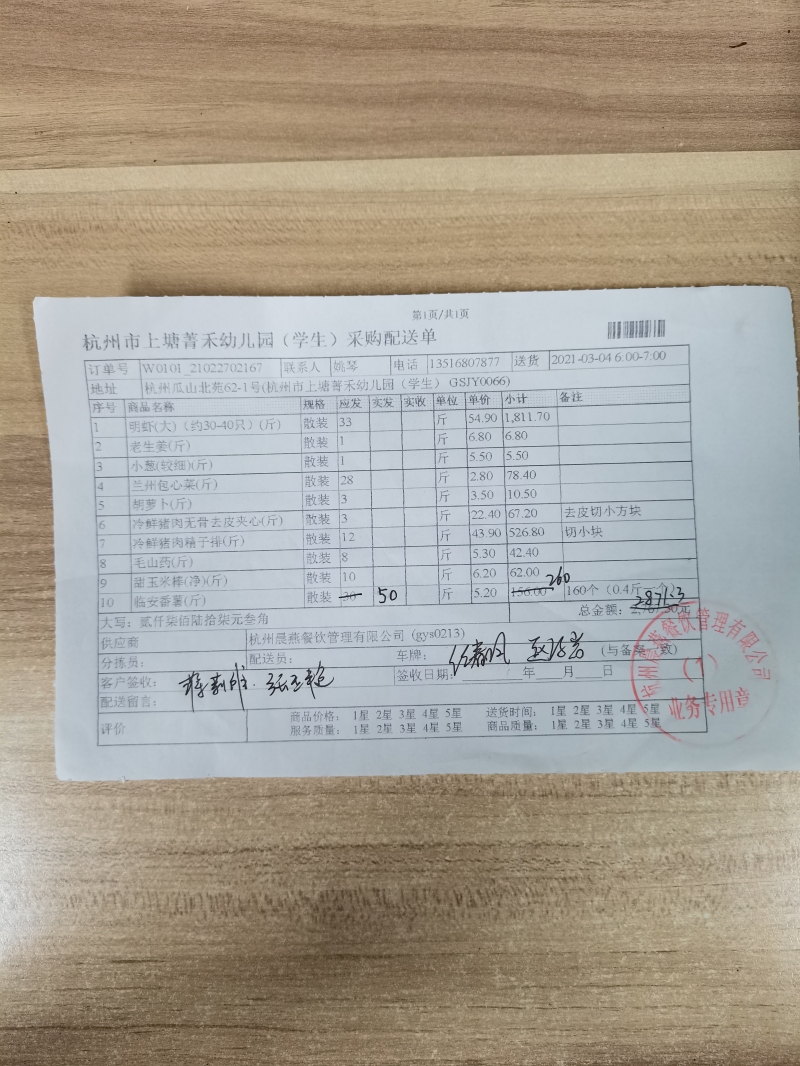 第1页/共1页
杭州市上塘菁禾幼儿园（学生）采购配送单
订单号 W0101_21022702167 联系人 姚琴 电话 13516807877 送货 2021-03-04 6:00-7:00
地址 杭州瓜山北苑62-1号(杭州市上塘菁禾幼儿园（学生） GSJY0066)
序号 商品名称 规格 应发 实发 实收 单位 单价 小计 备注
1 明虾(大)（约30-40只）(斤) 散装 33 斤 54.90 1,811.70
2 老生姜(斤) 散装 1 斤 6.80 6.80
3 小葱(较细)(斤) 散装 1 斤 5.50 5.50
4 兰州包心菜(斤) 散装 28 斤 2.80 78.40
5 胡萝卜(斤) 散装 3 斤 3.50 10.50
6 冷鲜猪肉无骨去皮夹心(斤) 散装 3 斤 22.40 67.20 去皮切小方块
7 冷鲜猪肉精子排(斤) 散装 12 斤 43.90 526.80 切小块
8 毛山药(斤) 散装 8 斤 5.30 42.40
9 甜玉米棒(净)(斤) 散装 10 斤 6.20 62.00
10 临安番薯(斤) 散装 30 50 斤 5.20 156.00 260 160个（0.4斤一个）
大写：贰仟柒佰陆拾柒元叁角 总金额：
供应商 杭州晨燕餐饮管理有限公司（gys0213)
分拣员： 配送员： 车牌： (与备案一致)
客户签收： 签收日期： 年 月 日
配送留言：
评价 商品价格： 1星 2星 3星 4星 5星 送货时间： 1星 2星 3星 4星 5星
服务质量： 1星 2星 3星 4星 5星 商品质量： 1星 2星 3星 4星 5星
杭州晨燕餐饮管理有限公司
（1）
业务专用章